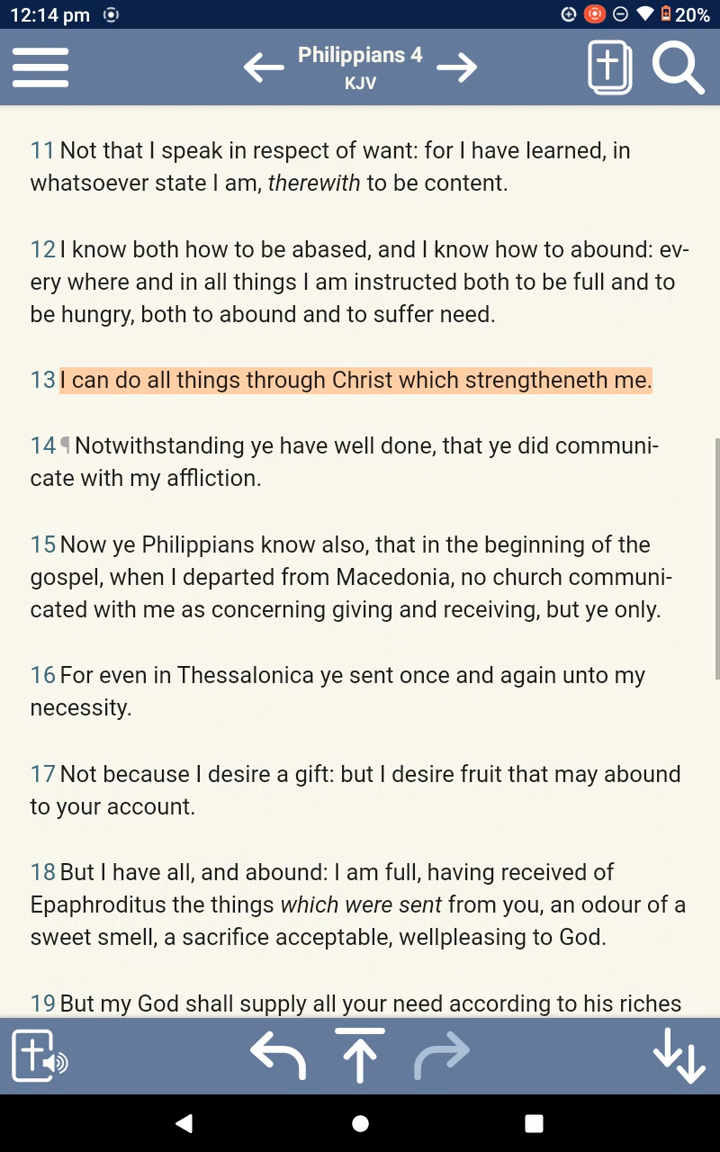 12:14 pm
20%
Philippians 4
KJV
11 Not that I speak in respect of want: for I have learned, in
whatsoever state I am, therewith to be content.
12 I know both how to be abased, and I know how to abound: ev-
ery where and in all things I am instructed both to be full and to
be hungry, both to abound and to suffer need.
13 I can do all things through Christ which strengtheneth me.
14 ¶ Notwithstanding ye have well done, that ye did communi-
cate with my affliction.
15 Now ye Philippians know also, that in the beginning of the
gospel, when I departed from Macedonia, no church communi-
cated with me as concerning giving and receiving, but ye only.
16 For even in Thessalonica ye sent once and again unto my
necessity.
17 Not because I desire a gift: but I desire fruit that may abound
to your account.
18 But I have all, and abound: I am full, having received of
Epaphroditus the things which were sent from you, an odour of a
sweet smell, a sacrifice acceptable, wellpleasing to God.
19 But my God shall supply all your need according to his riches